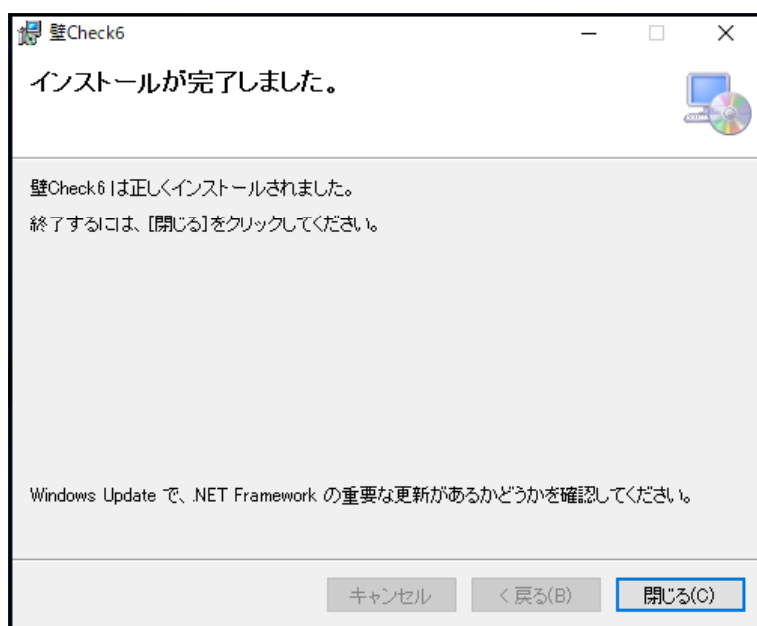 壁Check6
インストールが完了しました。
壁Check6 は正しくインストールされました。
終了するには、[閉じる]をクリックしてください。
Windows Update で、.NET Framework の重要な更新があるかどうかを確認してください。
キャンセル
< 戻る(B)
閉じる(C)